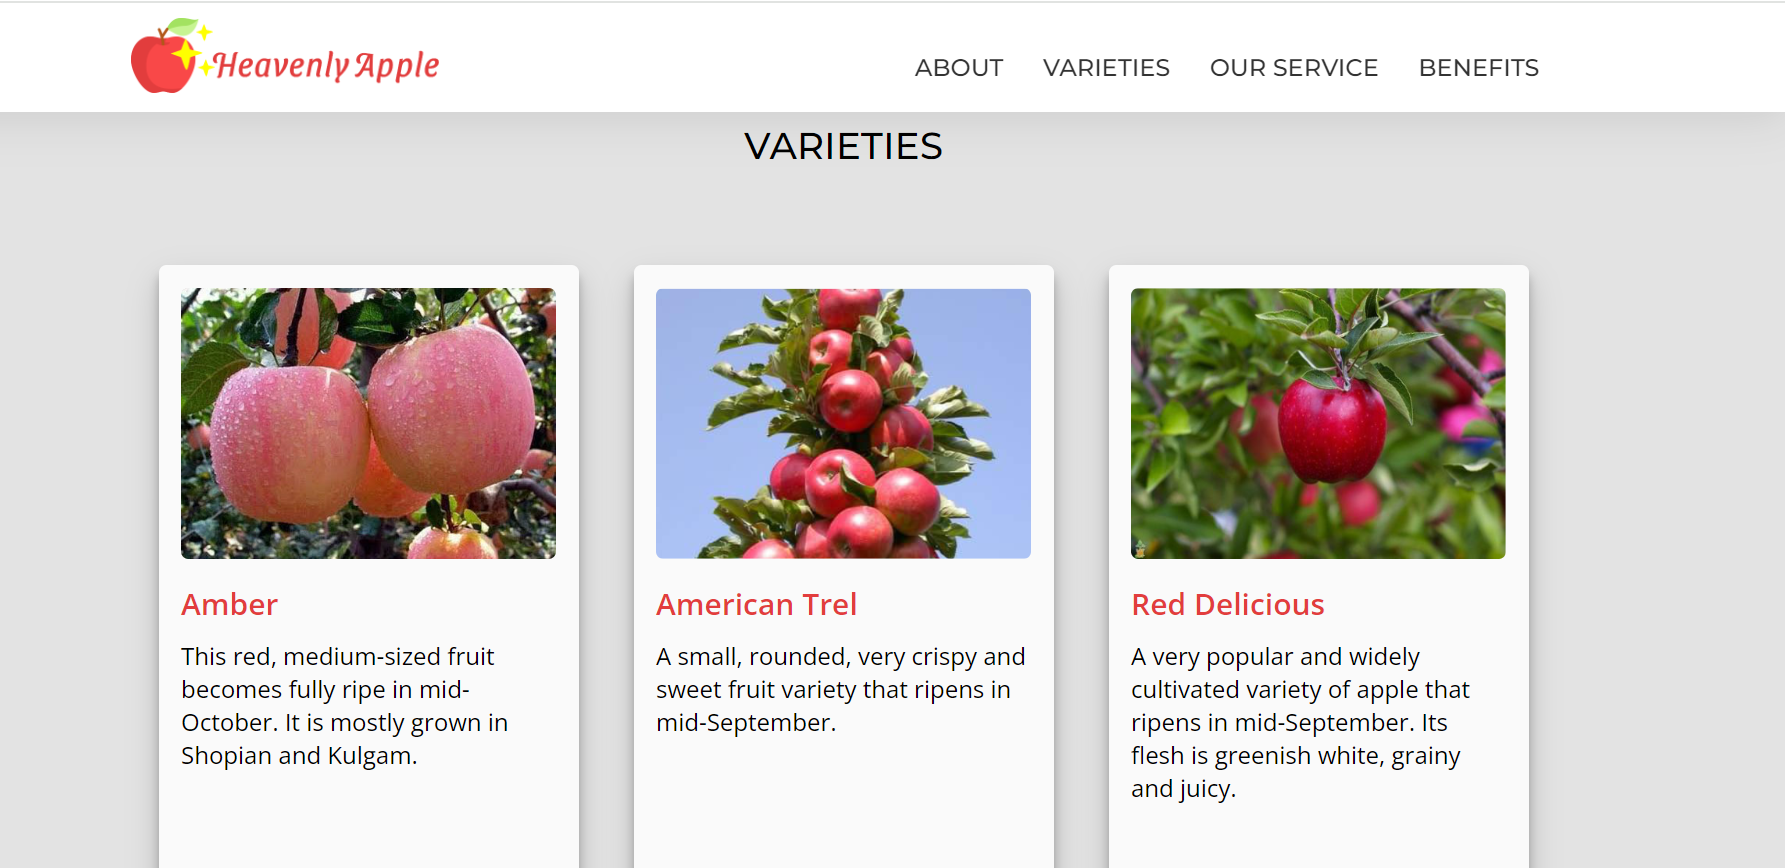 Heavenly Apple
ABOUT VARIETIES OUR SERVICE BENEFITS
VARIETIES
Amber
This red, medium-sized fruit
becomes fully ripe in mid-
October. It is mostly grown in
Shopian and Kulgam.
American Trel
A small, rounded, very crispy and
sweet fruit variety that ripens in
mid-September.
Red Delicious
A very popular and widely
cultivated variety of apple that
ripens in mid-September. Its
flesh is greenish white, grainy
and juicy.